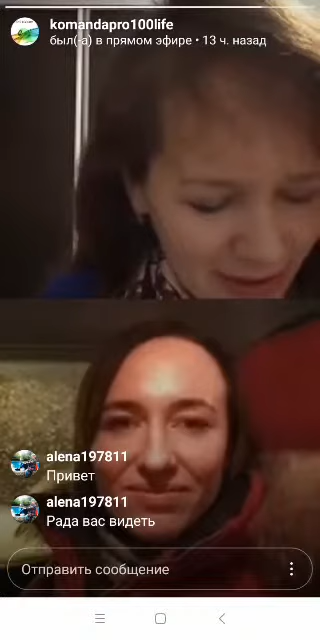 komandapro100life
был(-а) в прямом эфире • 13 ч. назад
alena197811
Привет
alena197811
Рада вас видеть
Отправить сообщение